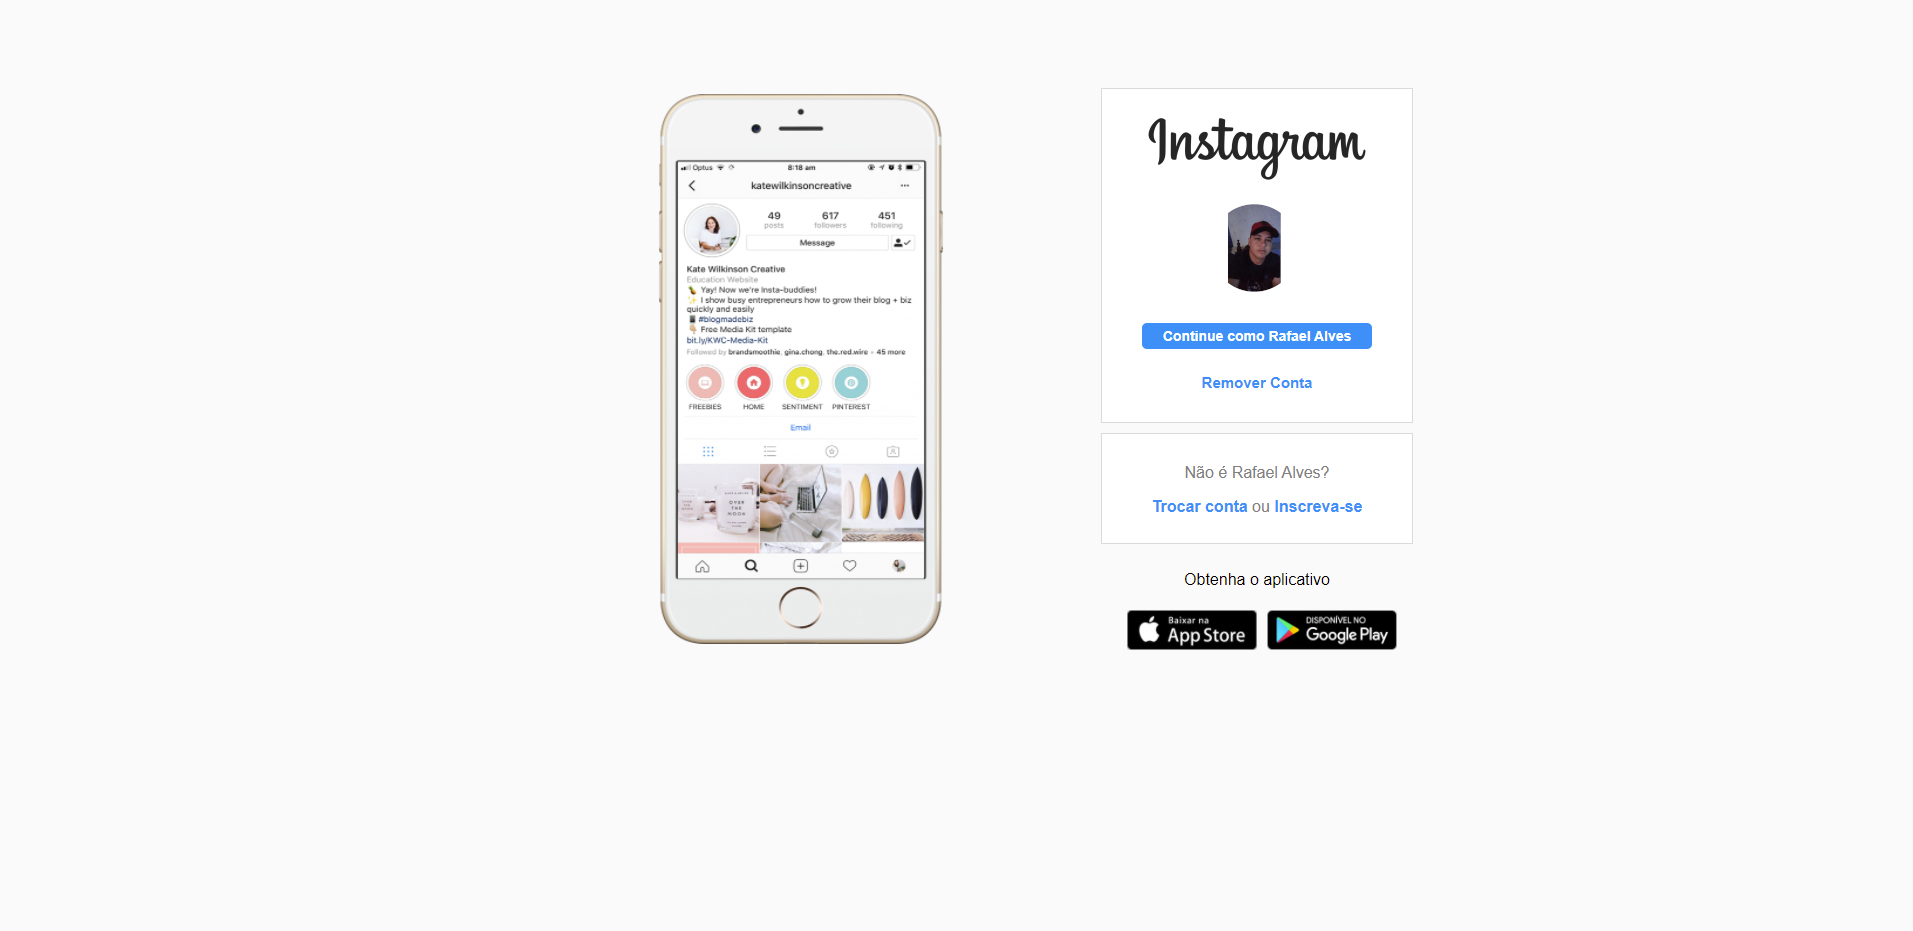 Optus
8:18 am
katewilkinsoncreative
49 617 451
posts followers following
Message
Kate Wilkinson Creative
Education Website
Yay! Now we're Insta-buddies!
I show busy entrepreneurs how to grow their blog + biz
quickly and easily
#blogmadebiz
Free Media Kit template
bit.ly/KWC-Media-Kit
Followed by brandsmoothie, gina.chong, the.red.wire + 45 more
FREEBIES HOME SENTIMENT PINTEREST
Email
OVER
THE
MOON
Instagram
Continue como Rafael Alves
Remover Conta
Não é Rafael Alves?
Trocar conta ou Inscreva-se
Obtenha o aplicativo
Baixar na
App Store
DISPONÍVEL NO
Google Play